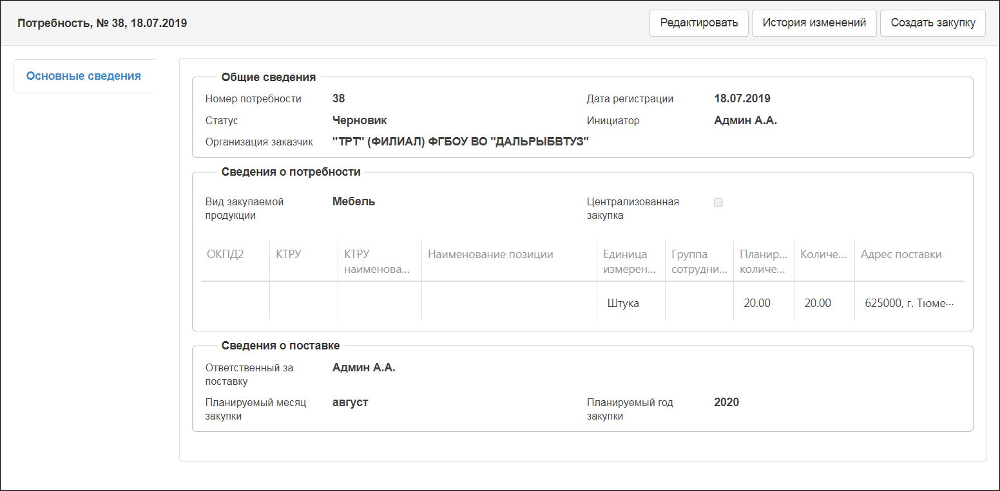 Потребность, № 38, 18.07.2019
Редактировать
История изменений
Создать закупку
Основные сведения
Общие сведения
Номер потребности 38 Дата регистрации 18.07.2019
Статус Черновик Инициатор Админ А.А.
Организация заказчик "ТРТ" (ФИЛИАЛ) ФГБОУ ВО "ДАЛЬРЫБВТУЗ"
Сведения о потребности
Вид закупаемой Мебель Централизованная
продукции закупка
ОКПД2 КТРУ КТРУ Наименование позиции Единица Группа Планир... Количе... Адрес поставки
наименова... измерен... сотрудни... количе...
Штука 20.00 20.00 625000, г. Тюме...
Сведения о поставке
Ответственный за Админ А.А.
поставку
Планируемый месяц август Планируемый год 2020
закупки закупки